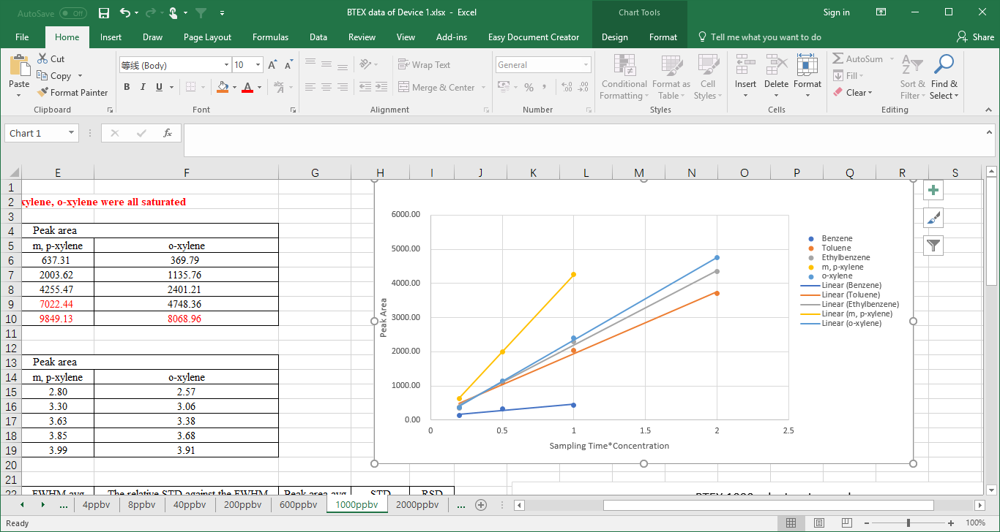 AutoSave Off
BTEX data of Device 1.xlsx - Excel
Chart Tools
Sign in
File Home Insert Draw Page Layout Formulas Data Review View Add-ins Easy Document Creator Design Format Tell me what you want to do Share
Paste
Cut
Copy
Format Painter
Clipboard
等线 (Body) 10
B I U
abc
Font
Wrap Text
Merge & Center
Alignment
General
%
Number
Conditional Formatting
Format as Table
Cell Styles
Styles
Insert
Delete
Format
Cells
AutoSum
Fill
Clear
Sort & Filter
Find & Select
Editing
Chart 1
fx
E F G H I J K L M N O P Q R S
1
2 xylene, o-xylene were all saturated
3
4 Peak area
5 m, p-xylene o-xylene
6 637.31 369.79
7 2003.62 1135.76
8 4255.47 2401.21
9 7022.44 4748.36
10 9849.13 8068.96
11
12
13 Peak area
14 m, p-xylene o-xylene
15 2.80 2.57
16 3.30 3.06
17 3.63 3.38
18 3.85 3.68
19 3.99 3.91
20
21
22 FWHM avg The relative STD against the FWHM Peak area avg STD RSD
6000.00
5000.00
4000.00
3000.00
2000.00
1000.00
0.00
0 0.5 1 1.5 2 2.5
Peak Area
Sampling Time*Concentration
Benzene
Toluene
Ethylbenzene
m, p-xylene
o-xylene
Linear (Benzene)
Linear (Toluene)
Linear (Ethylbenzene)
Linear (m, p-xylene)
Linear (o-xylene)
... 4ppbv 8ppbv 40ppbv 200ppbv 600ppbv 1000ppbv 2000ppbv ...
Ready
100%